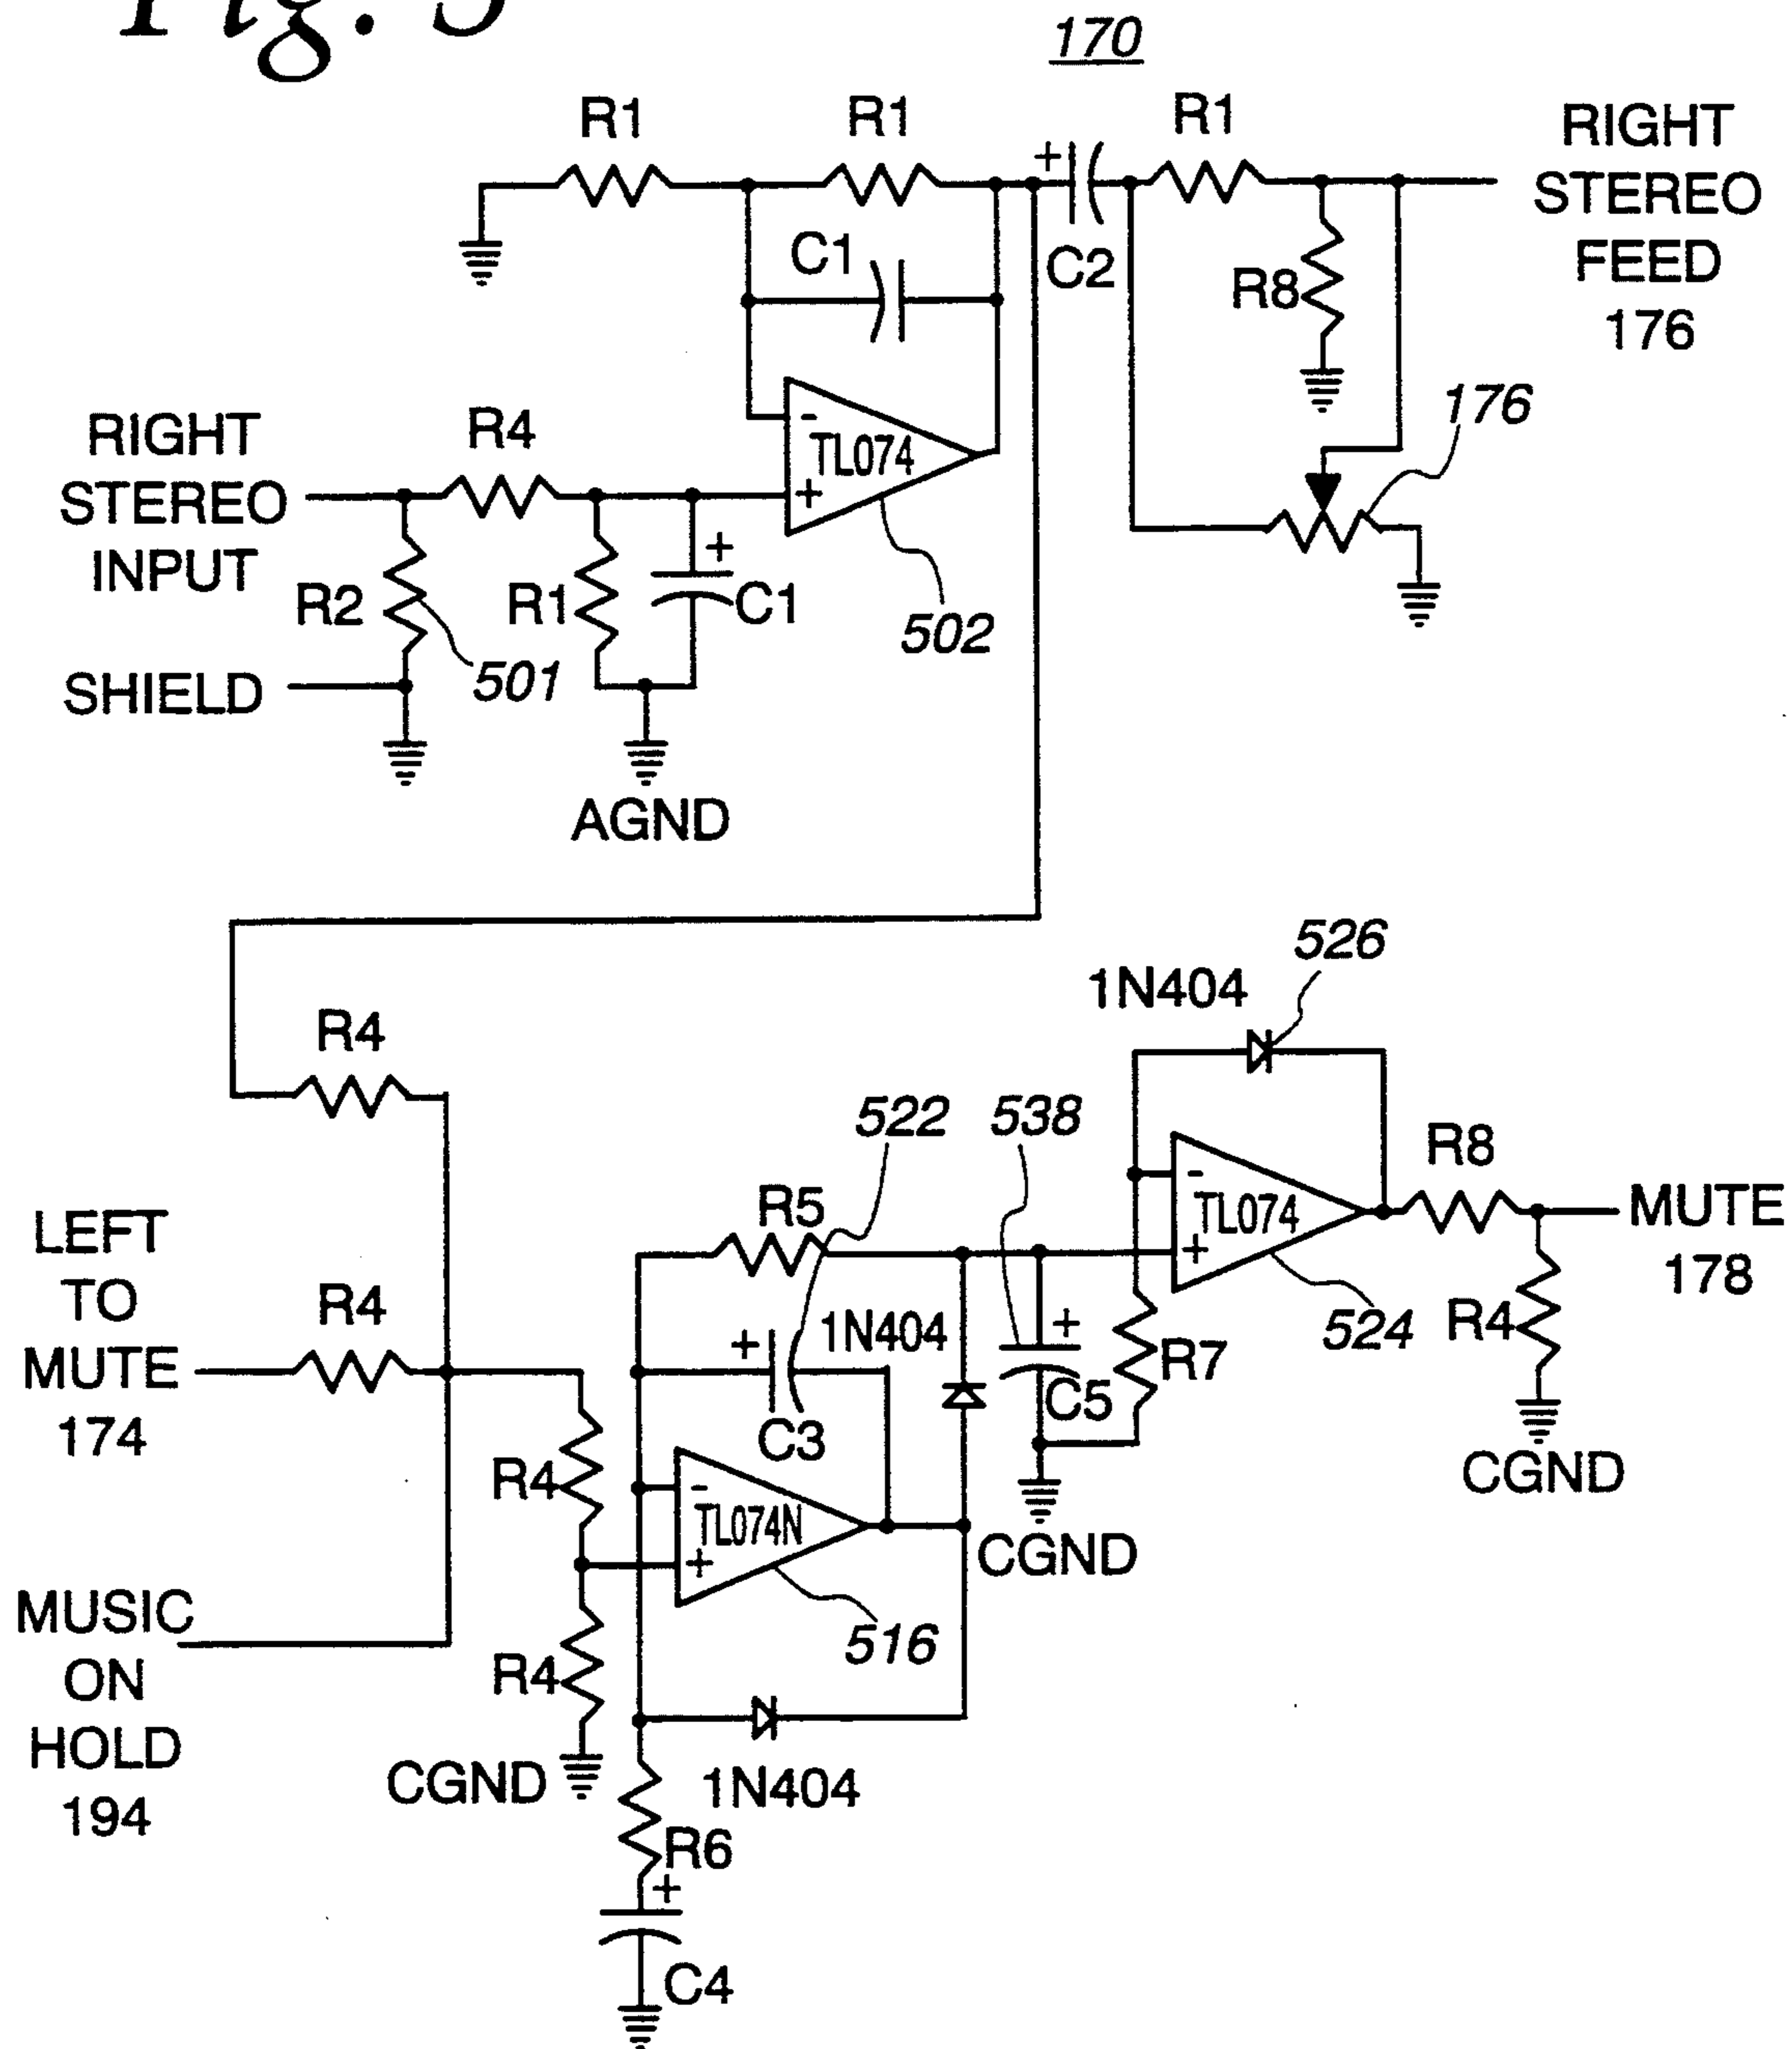 Fig. 5
170
R1
R1
R1
RIGHT
STEREO
FEED
176
C1
C2
R8
176
RIGHT
STEREO
INPUT
R4
-
TL074
+
502
R2
501
R1
+
C1
+
SHIELD
AGND
526
1N404
R4
522
538
R8
LEFT
TO
MUTE
174
R4
R5
-
TL074
+
524
MUTE
178
R4
CGND
+
C3
1N404
+
C5
R7
CGND
R4
-
TL074N
+
516
MUSIC
ON
HOLD
194
R4
CGND
1N404
R6
+
C4